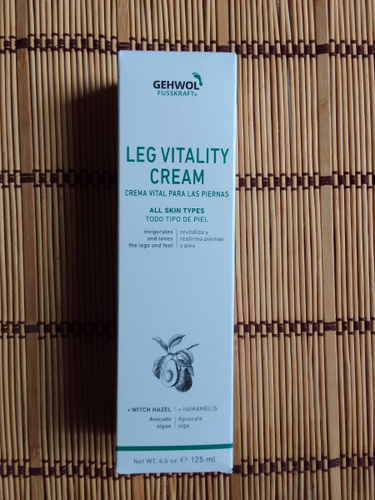 GEHWOL
FUSSKRAFT®
LEG VITALITY
CREAM
CREMA VITAL PARA LAS PIERNAS
ALL SKIN TYPES
TODO TIPO DE PIEL
invigorates | revitaliza y
and tones | reafirma piernas
the legs and feet | y pies
+ WITCH HAZEL | + HAMAMELIS
Avocado | Aguacate
algae | alga
Net WT. 4,4 oz ℮ 125 ml